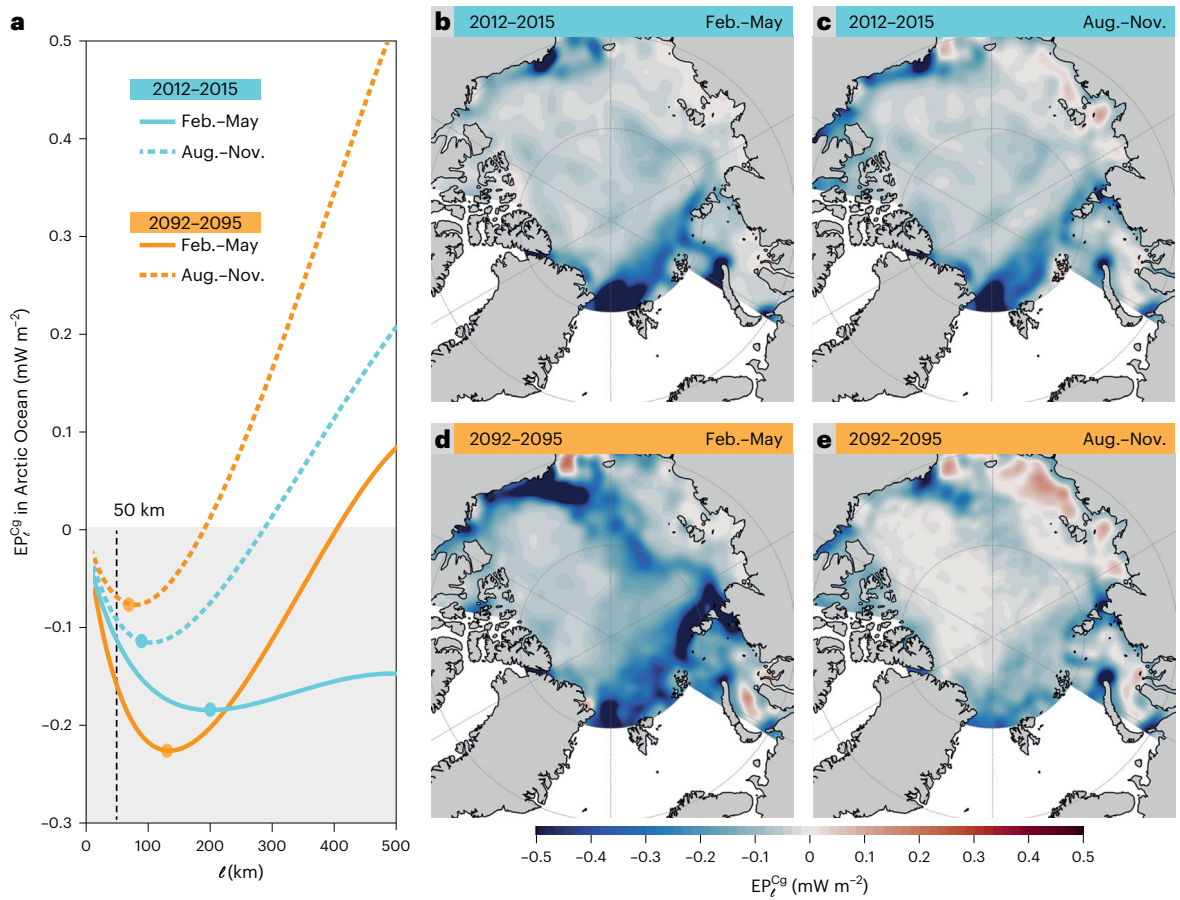 a
0.5
0.4
0.3
0.2
0.1
0
−0.1
−0.2
−0.3
EPℓCg in Arctic Ocean (mW m−2)
2012–2015
Feb.–May
Aug.–Nov.
2092–2095
Feb.–May
Aug.–Nov.
50 km
0 100 200 300 400 500
ℓ (km)
b 2012–2015 Feb.–May
c 2012–2015 Aug.–Nov.
d 2092–2095 Feb.–May
e 2092–2095 Aug.–Nov.
−0.5 −0.4 −0.3 −0.2 −0.1 0 0.1 0.2 0.3 0.4 0.5
EPℓCg (mW m−2)